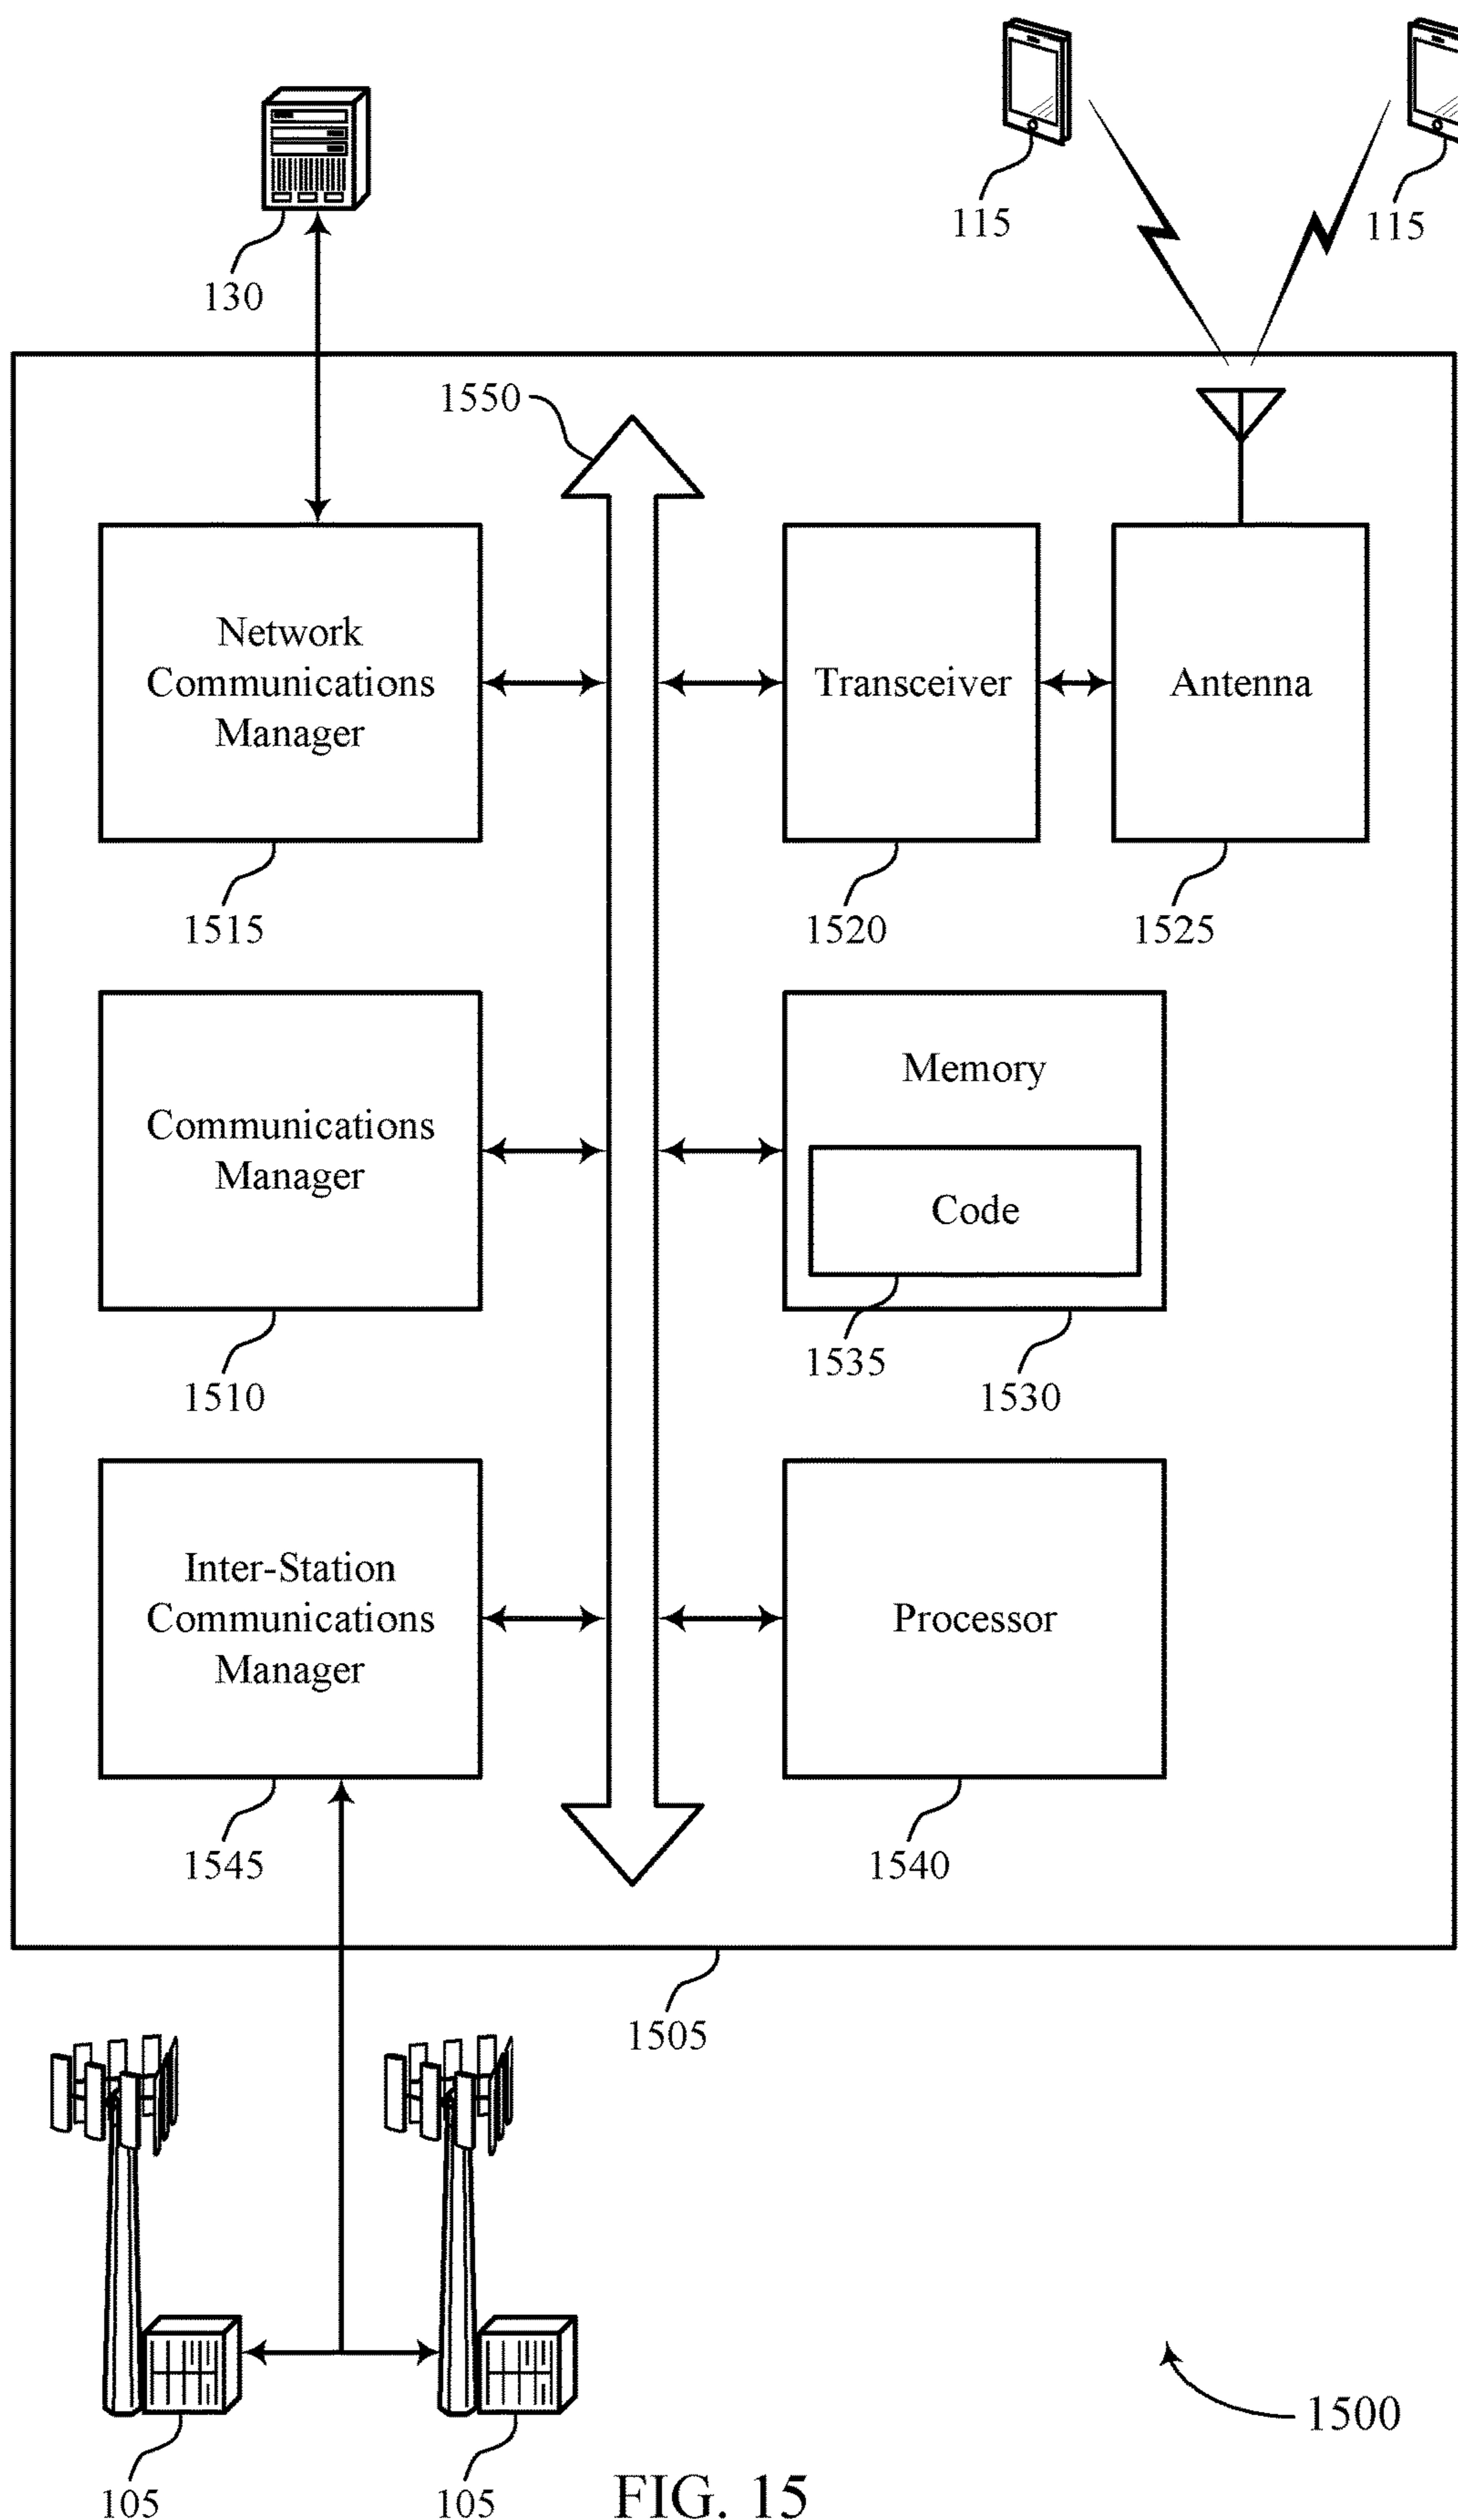 115
115
130
1550
Network
Communications
Manager
Transceiver
Antenna
1515
1520
1525
Communications
Manager
Memory
Code
1535
1510
1530
Inter-Station
Communications
Manager
Processor
1545
1540
1505
1500
105
105
FIG. 15